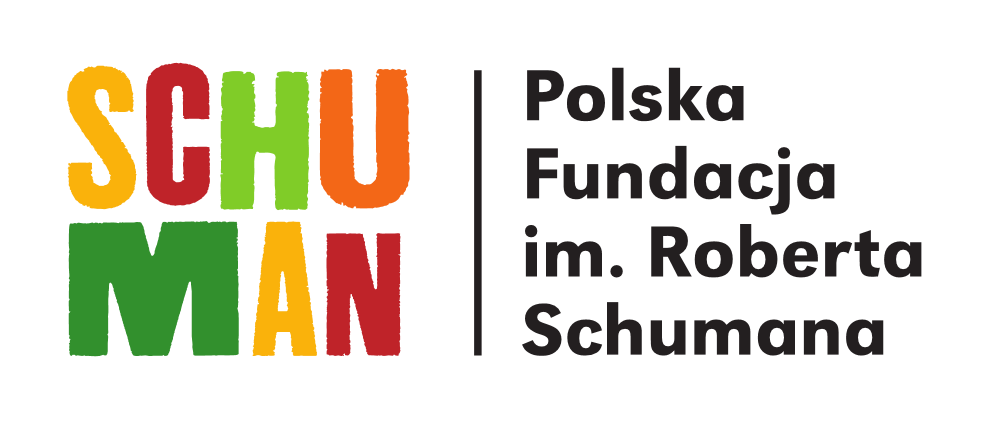 SCHU
MAN
Polska
Fundacja
im. Roberta
Schumana